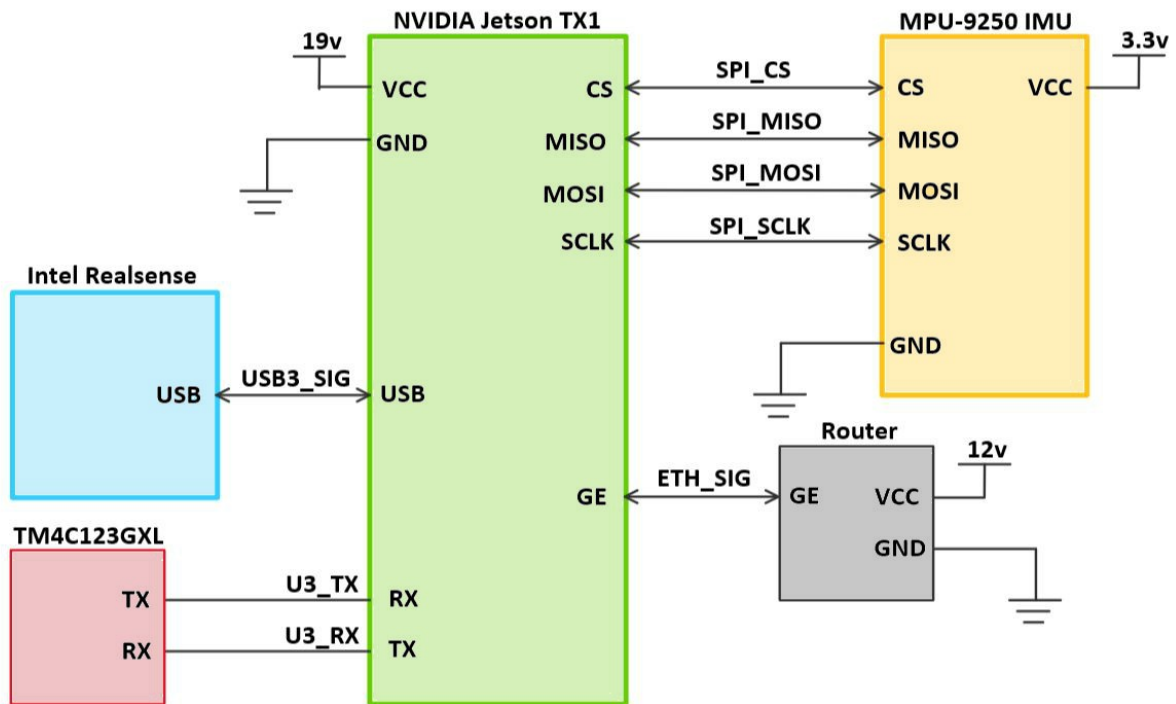 NVIDIA Jetson TX1
MPU-9250 IMU
19v
3.3v
VCC
CS
SPI_CS
CS
VCC
GND
MISO
SPI_MISO
MISO
MOSI
SPI_MOSI
MOSI
SCLK
SPI_SCLK
SCLK
Intel Realsense
GND
USB
USB3_SIG
USB
Router
12v
GE
ETH_SIG
GE
VCC
TM4C123GXL
GND
TX
U3_TX
RX
RX
U3_RX
TX